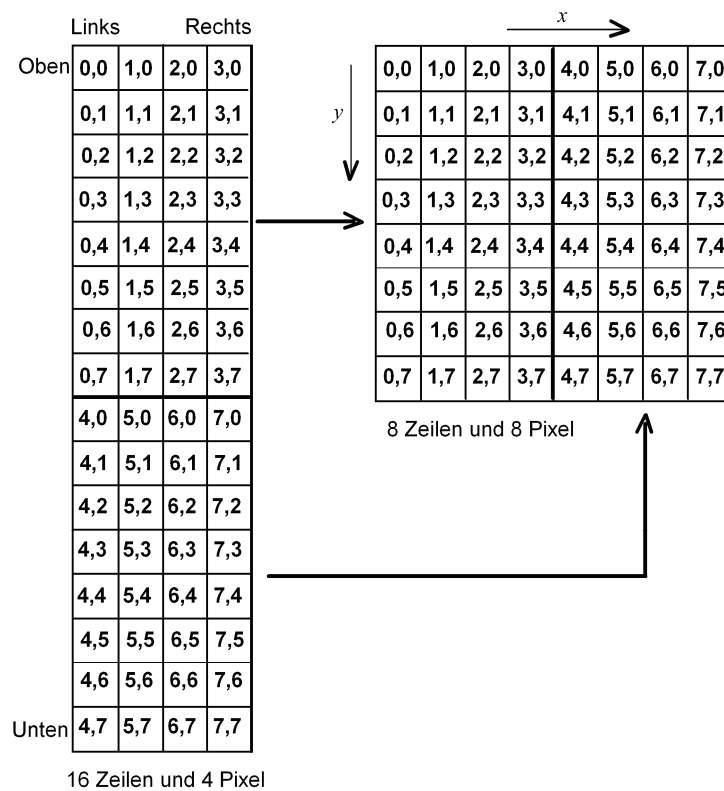 Links Rechts
Oben
0,0 1,0 2,0 3,0
0,1 1,1 2,1 3,1
0,2 1,2 2,2 3,2
0,3 1,3 2,3 3,3
0,4 1,4 2,4 3,4
0,5 1,5 2,5 3,5
0,6 1,6 2,6 3,6
0,7 1,7 2,7 3,7
4,0 5,0 6,0 7,0
4,1 5,1 6,1 7,1
4,2 5,2 6,2 7,2
4,3 5,3 6,3 7,3
4,4 5,4 6,4 7,4
4,5 5,5 6,5 7,5
4,6 5,6 6,6 7,6
4,7 5,7 6,7 7,7
Unten
16 Zeilen und 4 Pixel
x
y
0,0 1,0 2,0 3,0 4,0 5,0 6,0 7,0
0,1 1,1 2,1 3,1 4,1 5,1 6,1 7,1
0,2 1,2 2,2 3,2 4,2 5,2 6,2 7,2
0,3 1,3 2,3 3,3 4,3 5,3 6,3 7,3
0,4 1,4 2,4 3,4 4,4 5,4 6,4 7,4
0,5 1,5 2,5 3,5 4,5 5,5 6,5 7,5
0,6 1,6 2,6 3,6 4,6 5,6 6,6 7,6
0,7 1,7 2,7 3,7 4,7 5,7 6,7 7,7
8 Zeilen und 8 Pixel